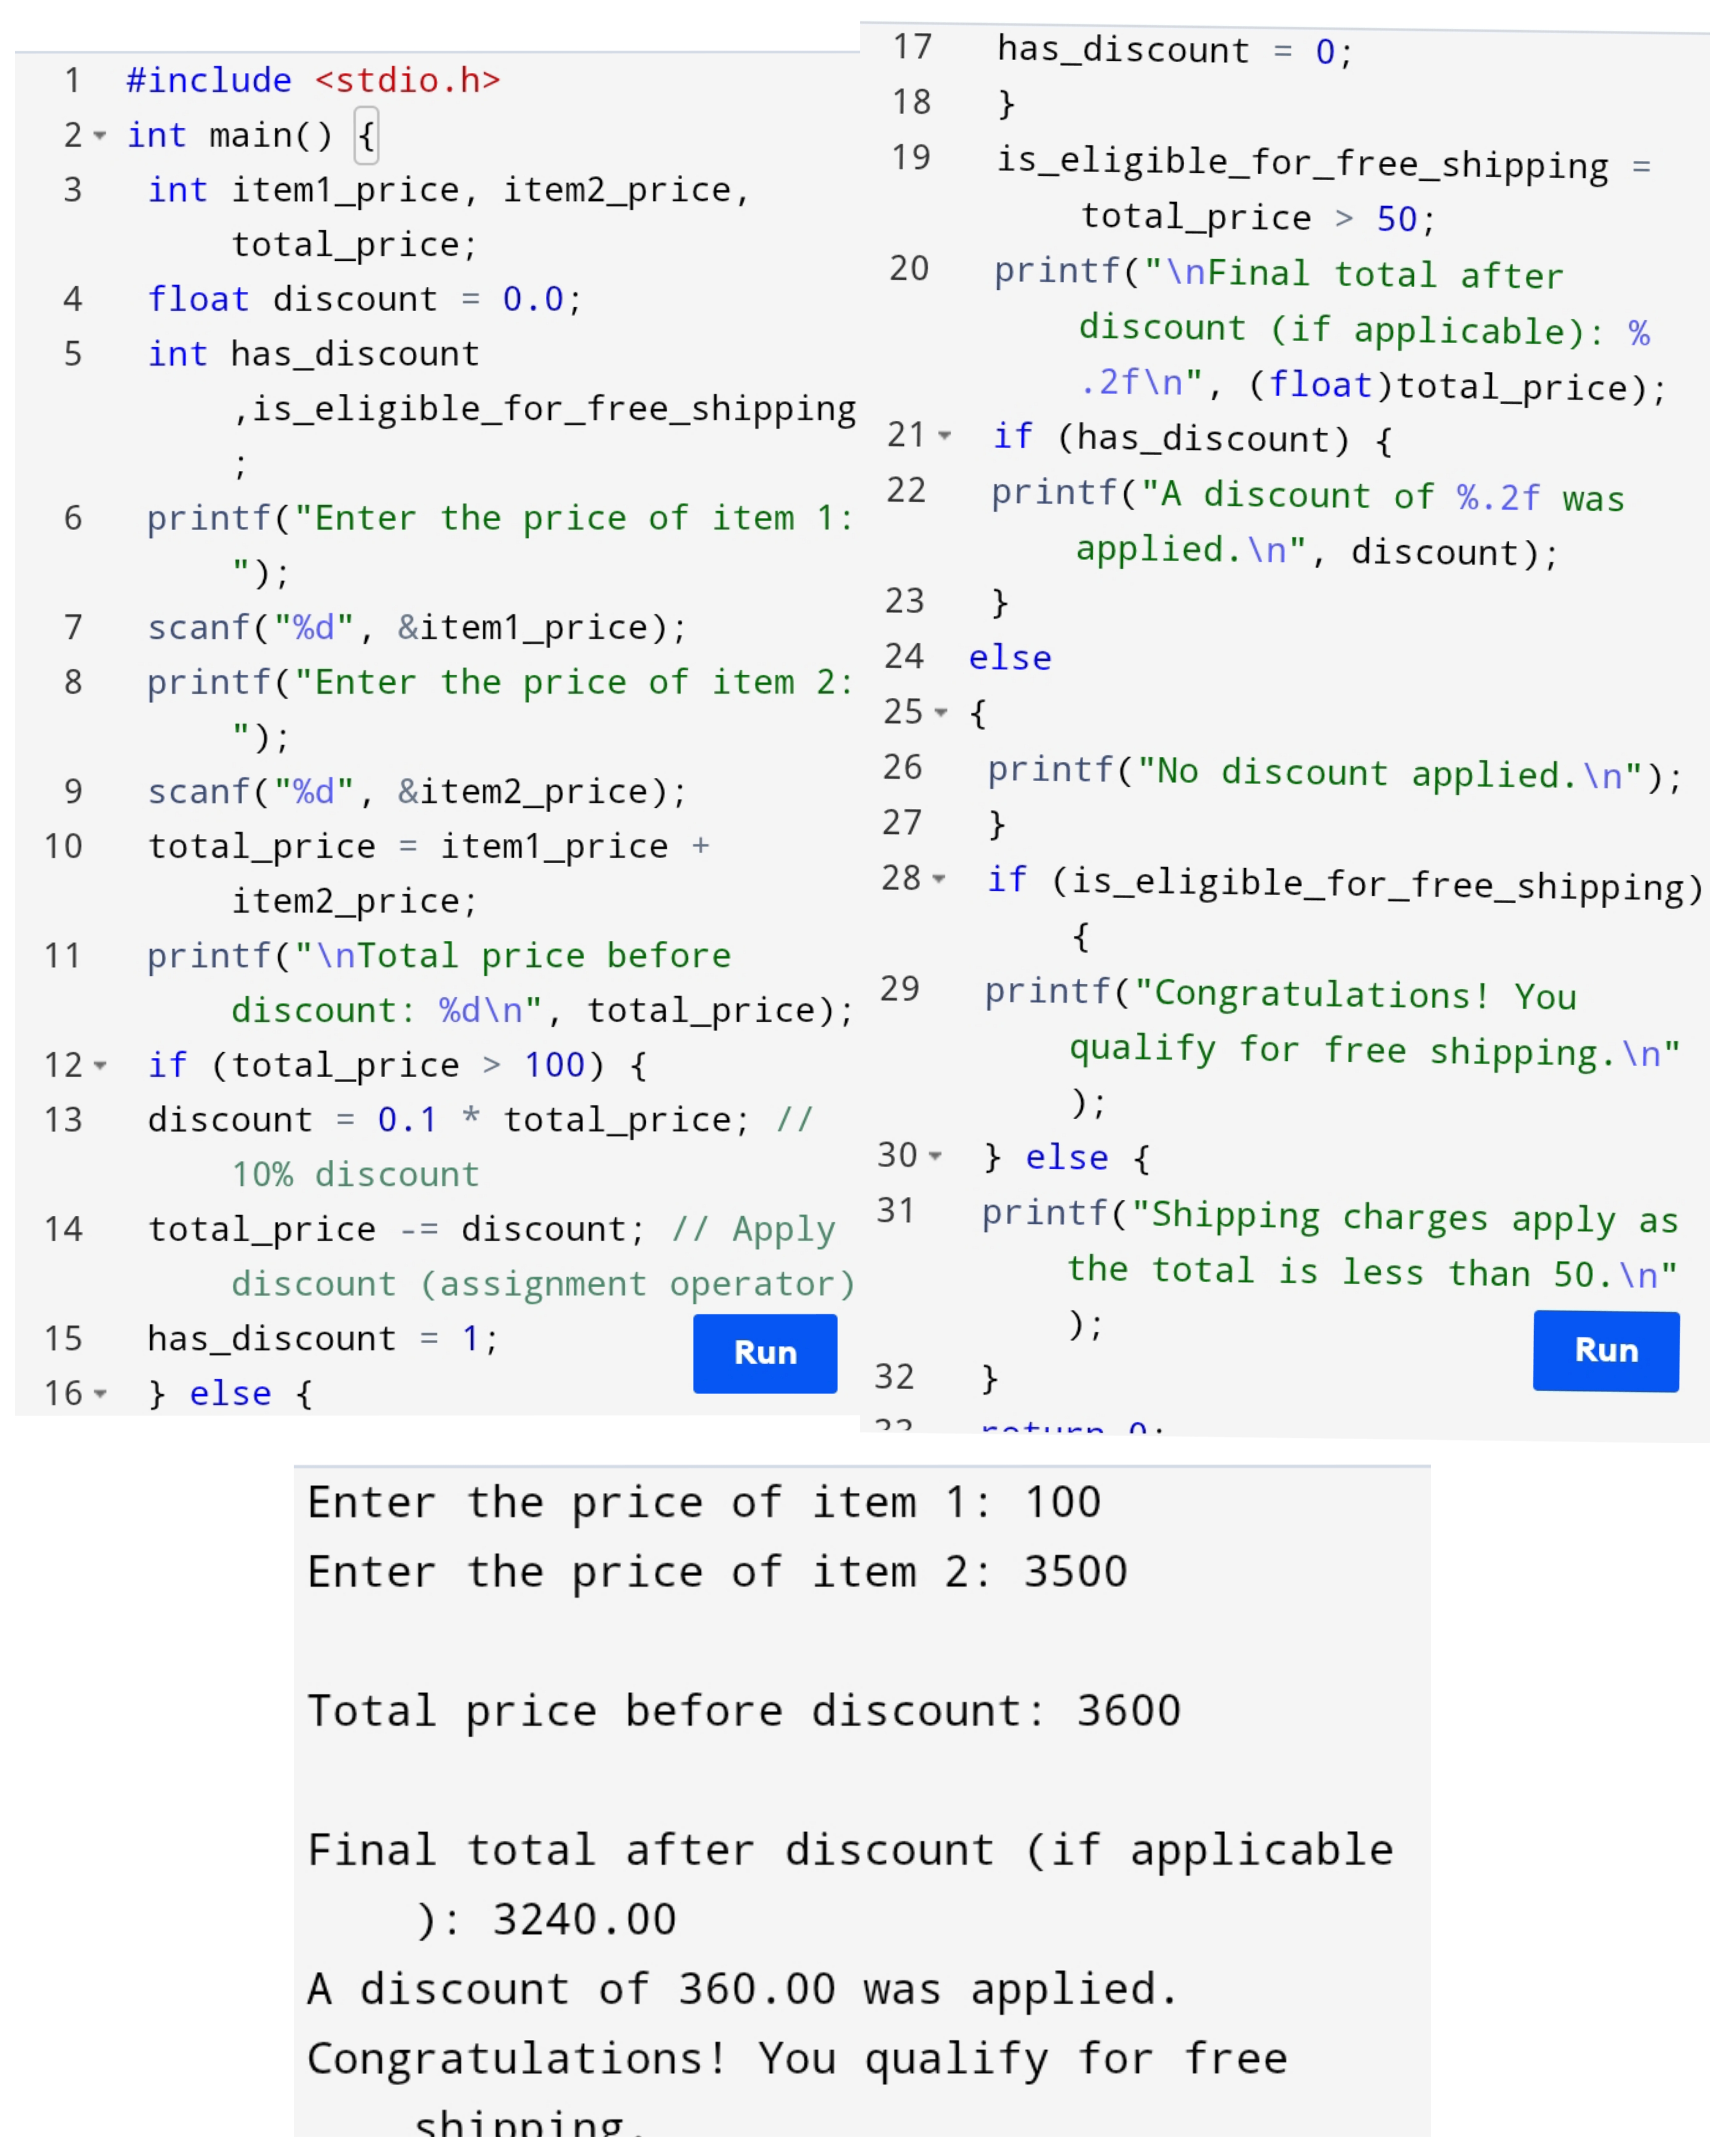 1 #include <stdio.h>
2 int main() {
3 int item1_price, item2_price,
total_price;
4 float discount = 0.0;
5 int has_discount
,is_eligible_for_free_shipping
;
6 printf("Enter the price of item 1:
");
7 scanf("%d", &item1_price);
8 printf("Enter the price of item 2:
");
9 scanf("%d", &item2_price);
10 total_price = item1_price +
item2_price;
11 printf("\nTotal price before
discount: %d\n", total_price);
12 if (total_price > 100) {
13 discount = 0.1 * total_price; //
10% discount
14 total_price -= discount; // Apply
discount (assignment operator)
15 has_discount = 1;
Run
16 } else {
17 has_discount = 0;
18 }
19 is_eligible_for_free_shipping =
total_price > 50;
20 printf("\nFinal total after
discount (if applicable): %
.2f\n", (float)total_price);
21 if (has_discount) {
22 printf("A discount of %.2f was
applied.\n", discount);
23 }
24 else
25 {
26 printf("No discount applied.\n");
27 }
28 if (is_eligible_for_free_shipping)
{
29 printf("Congratulations! You
qualify for free shipping.\n"
);
30 } else {
31 printf("Shipping charges apply as
the total is less than 50.\n"
);
Run
32 }
33 return 0;
Enter the price of item 1: 100
Enter the price of item 2: 3500
Total price before discount: 3600
Final total after discount (if applicable
): 3240.00
A discount of 360.00 was applied.
Congratulations! You qualify for free
shipping.